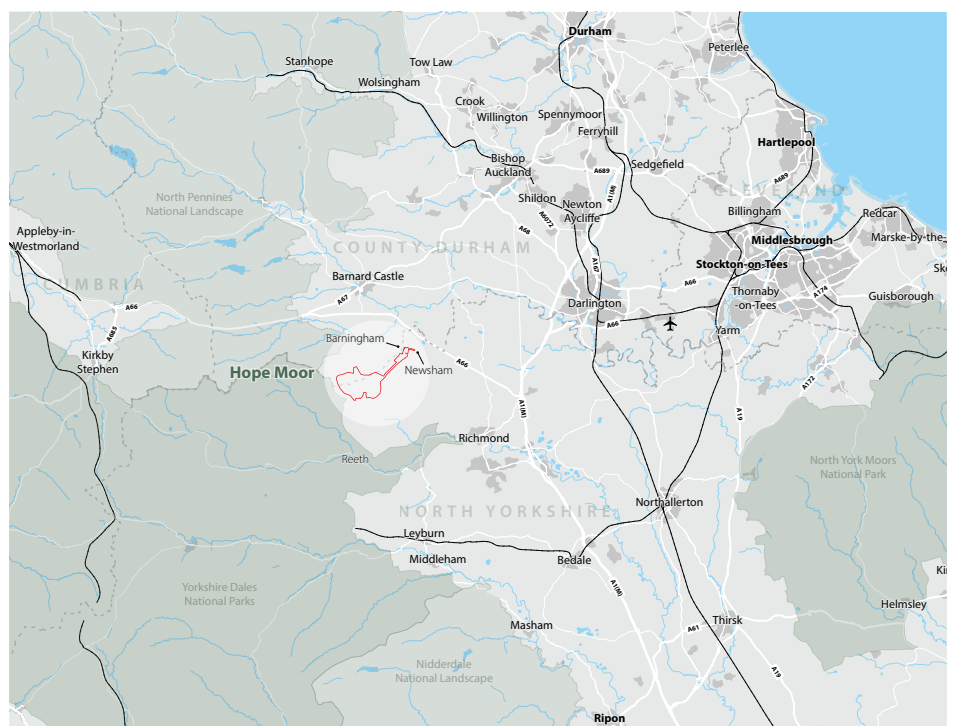 Durham
Peterlee
Stanhope
Tow Law
Wolsingham
Crook
Willington
Spennymoor
Ferryhill
Hartlepool
Bishop
Auckland
A689
Sedgefield
A689
CLEVELAND
North Pennines
National Landscape
Shildon
Newton
Aycliffe
A1(M)
A6072
A68
Billingham
Redcar
Appleby-in-
Westmorland
COUNTY DURHAM
Middlesbrough
Marske-by-the-
Stockton-on-Tees
A167
Barnard Castle
CUMBRIA
A66
Thornaby
-on-Tees
A174
Guisborough
A67
Darlington
A66
A66
A685
Yarm
Barningham
Kirkby
Stephen
Hope Moor
Newsham
A66
A172
A1(M)
A19
Richmond
Reeth
North York Moors
National Park
Northallerton
NORTH YORKSHIRE
Leyburn
Middleham
Bedale
Yorkshire Dales
National Parks
A1(M)
Helmsley
Masham
A61
Thirsk
Nidderdale
National Landscape
A19
Ripon